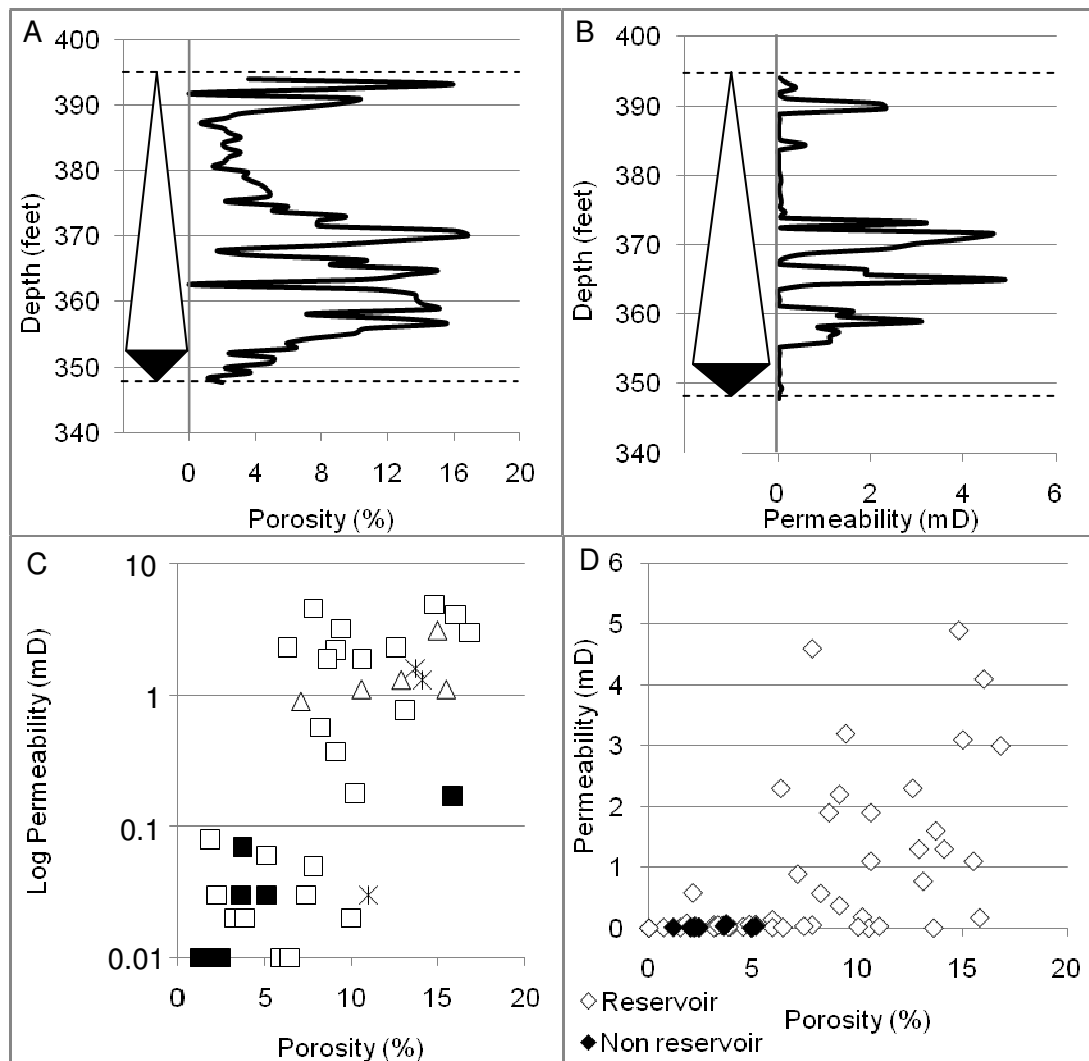 A
400
390
380
370
360
350
340
Depth (feet)
0 4 8 12 16 20
Porosity (%)
B
400
390
380
370
360
350
340
Depth (feet)
0 2 4 6
Permeability (mD)
C
10
1
0.1
0.01
Log Permeability (mD)
0 5 10 15 20
Porosity (%)
D
6
5
4
3
2
1
0
Permeability (mD)
0 5 10 15 20
Porosity (%)
Reservoir
Non reservoir